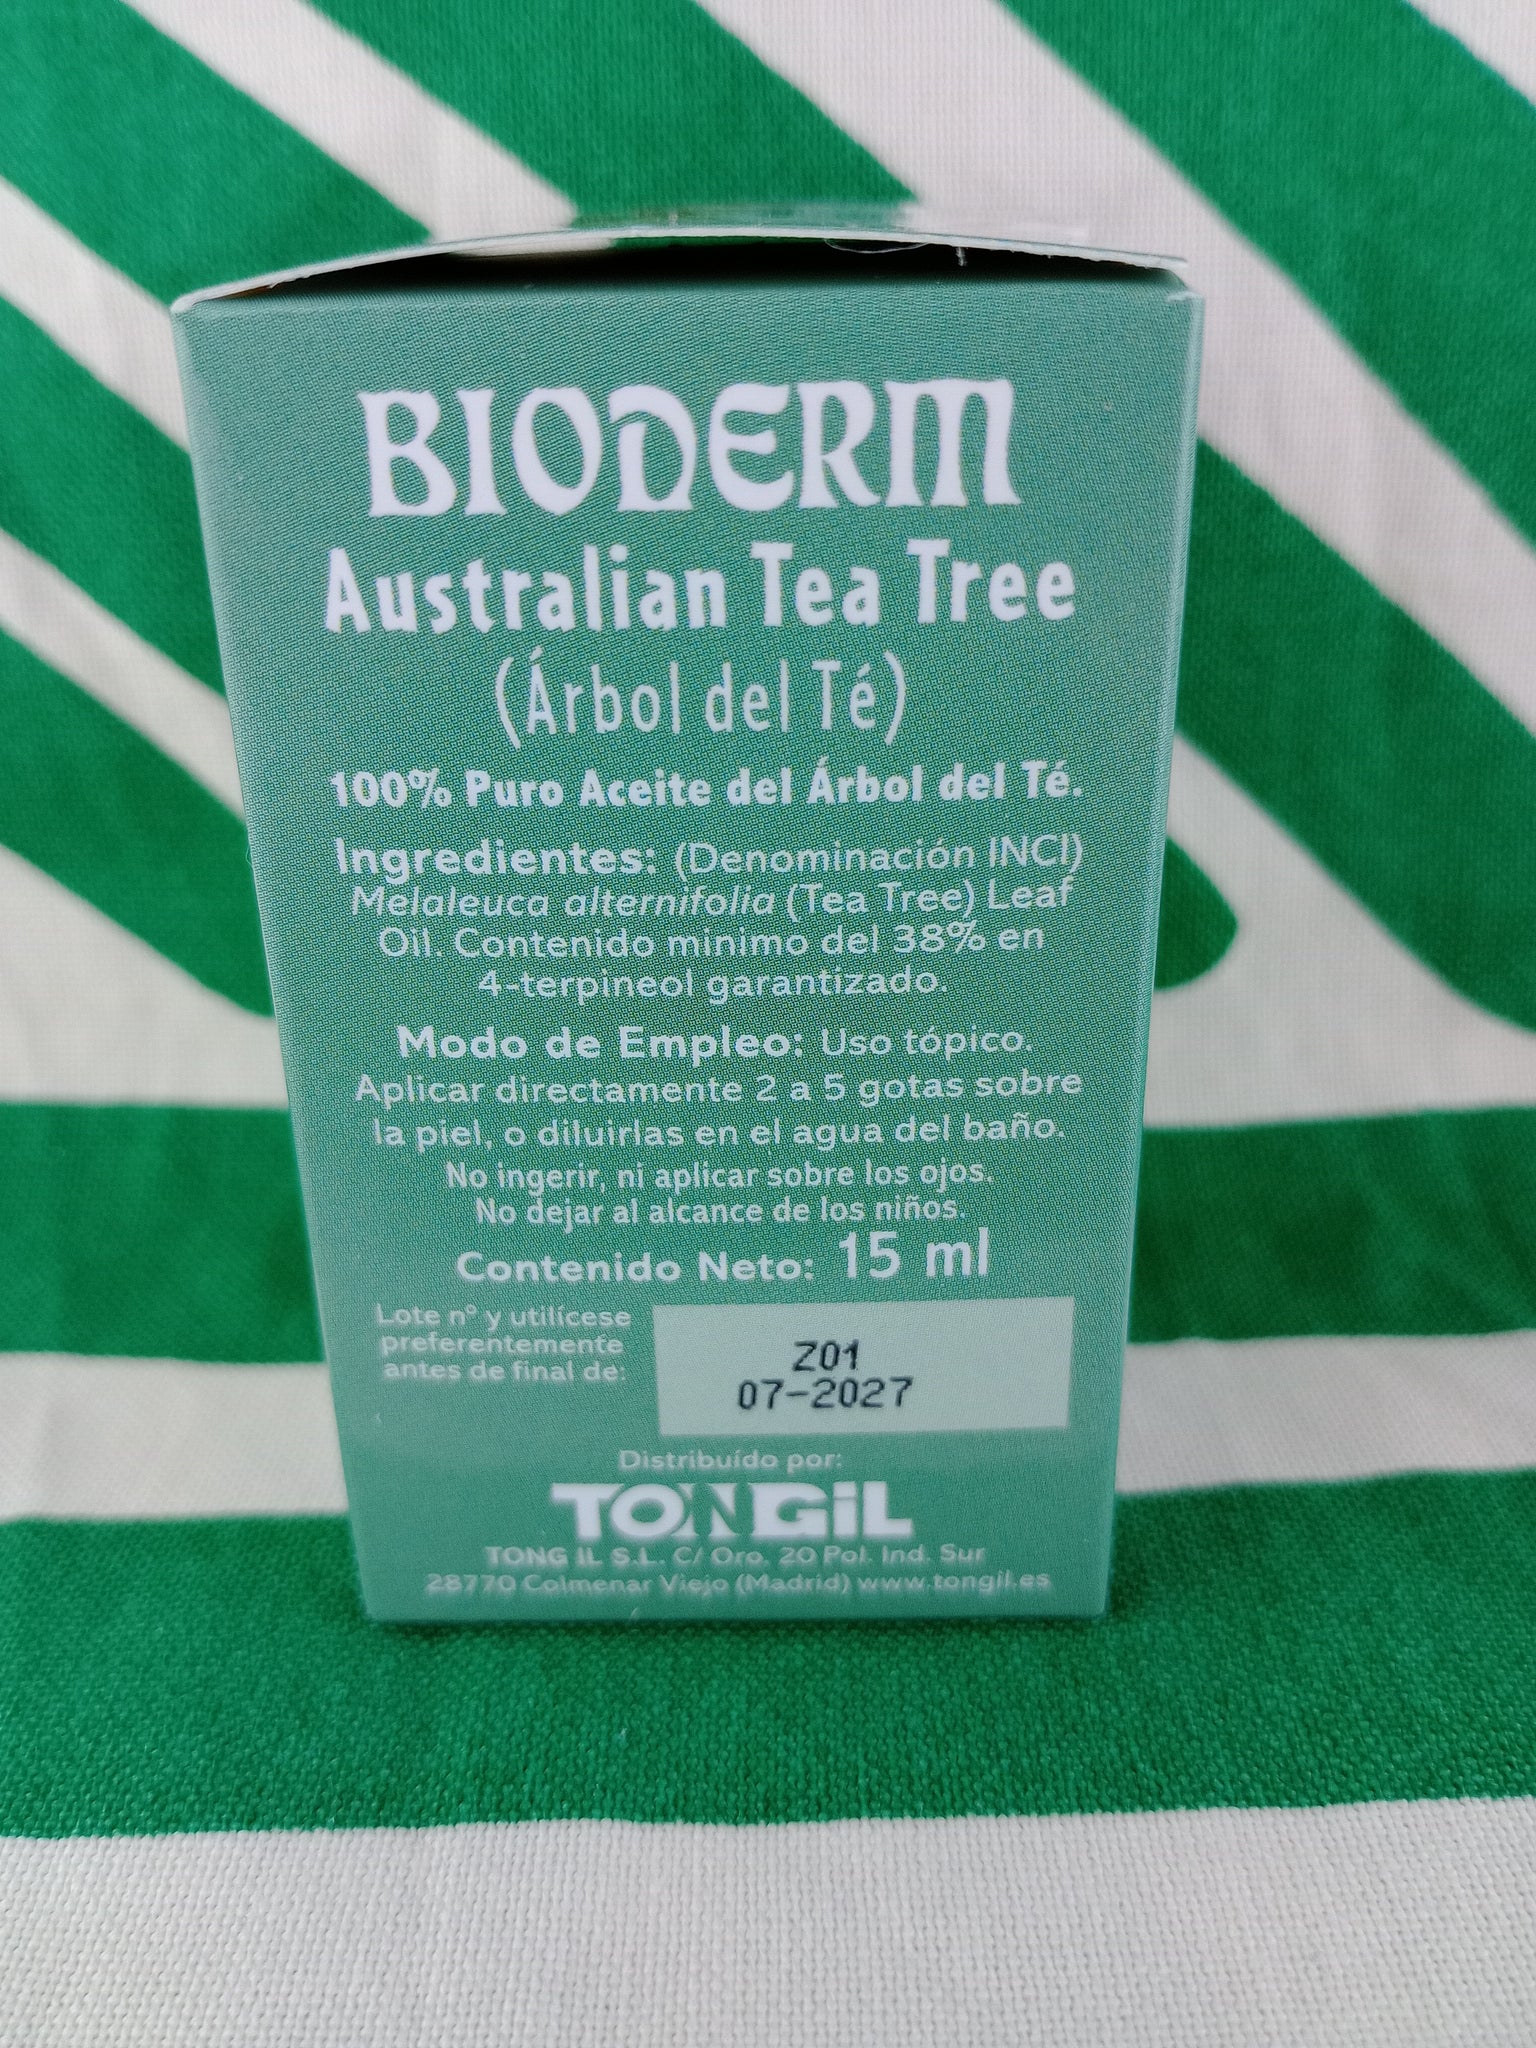 BIODERM
Australian Tea Tree
(Árbol del Té)
100% Puro Aceite del Árbol del Té.
Ingredientes: (Denominación INCI)
Melaleuca alternifolia (Tea Tree) Leaf
Oil. Contenido minimo del 38% en
4-terpineol garantizado.
Modo de Empleo: Uso tópico.
Aplicar directamente 2 a 5 gotas sobre
la piel, o diluirlas en el agua del baño.
No ingerir, ni aplicar sobre los ojos.
No dejar al alcance de los niños.
Contenido Neto: 15 ml
Lote nº y utilícese
preferentemente
antes de final de:
Z01
07-2027
Distribuído por:
TONGiL
TONG IL S.L. C/ Oro, 20 Pol. Ind. Sur
28770 Colmenar Viejo (Madrid) www.tongil.es